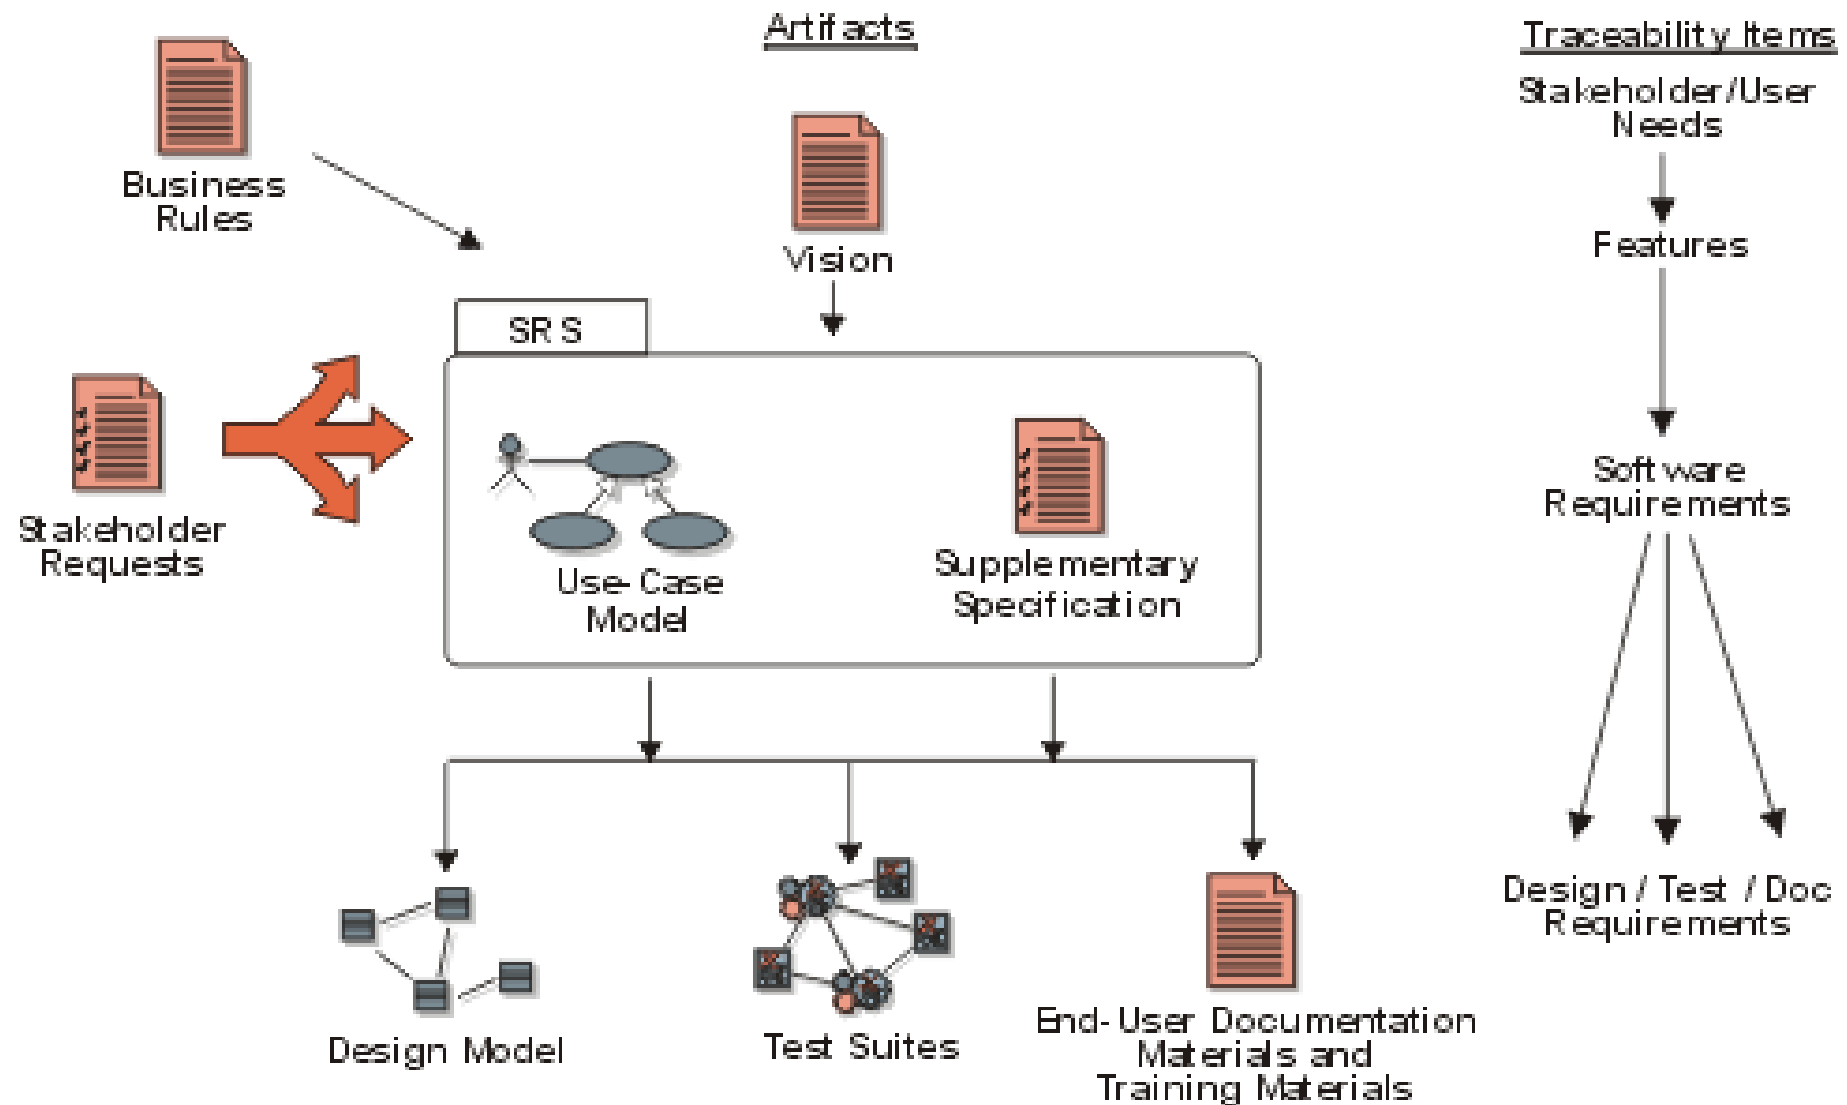 Artifacts
Traceability Items
Stakeholder/User
Needs
Business
Rules
Vision
Features
SRS
Stakeholder
Requests
Use-Case
Model
Supplementary
Specification
Software
Requirements
Design Model
Test Suites
End-User Documentation
Materials and
Training Materials
Design / Test / Doc
Requirements